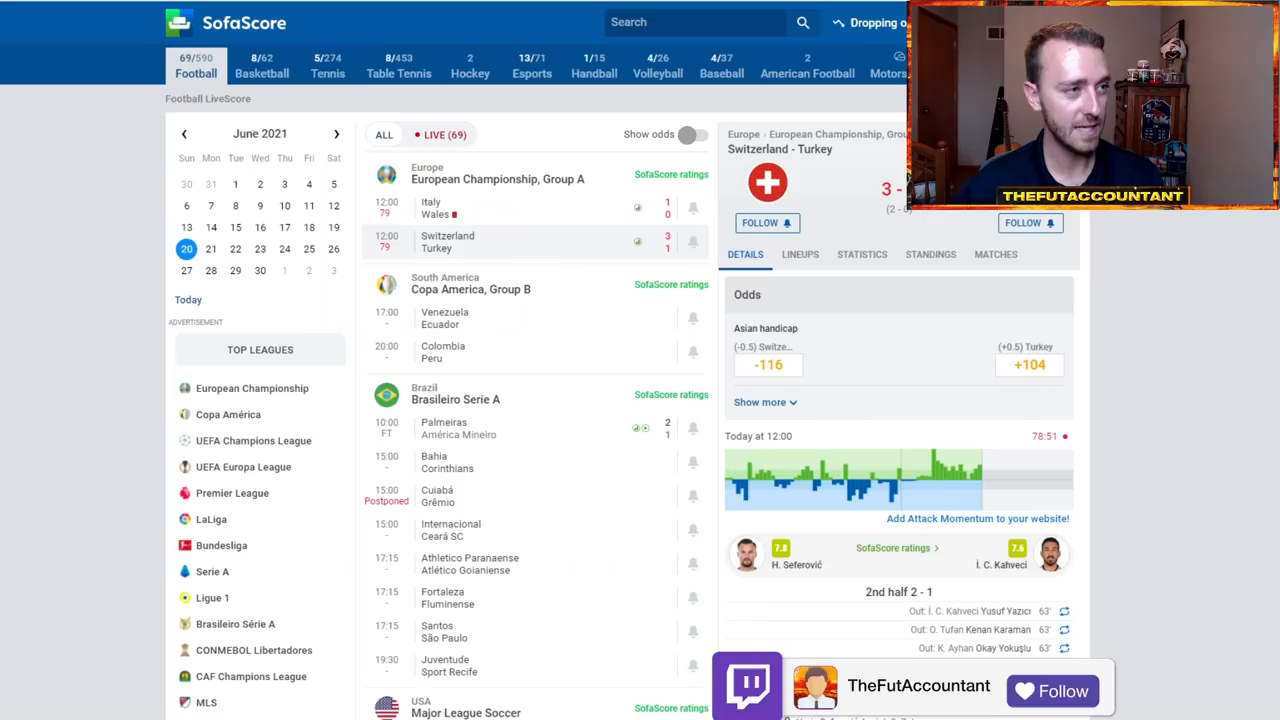 SofaScore
Search
Dropping o
69/590
Football
8/62
Basketball
5/274
Tennis
8/453
Table Tennis
2
Hockey
13/71
Esports
1/15
Handball
4/26
Volleyball
4/37
Baseball
2
American Football
Motors
THEFUTACCOUNTANT
Football LiveScore
June 2021
Sun Mon Tue Wed Thu Fri Sat
30 31 1 2 3 4 5
6 7 8 9 10 11 12
13 14 15 16 17 18 19
20 21 22 23 24 25 26
27 28 29 30 1 2 3
Today
ADVERTISEMENT
TOP LEAGUES
European Championship
Copa América
UEFA Champions League
UEFA Europa League
Premier League
LaLiga
Bundesliga
Serie A
Ligue 1
Brasileiro Série A
CONMEBOL Libertadores
CAF Champions League
MLS
ALL
LIVE (69)
Show odds
Europe
European Championship, Group A
SofaScore ratings
12:00 Italy 1
79 Wales 0
12:00 Switzerland 3
79 Turkey 1
South America
Copa America, Group B
SofaScore ratings
17:00 Venezuela
- Ecuador
20:00 Colombia
- Peru
Brazil
Brasileiro Serie A
SofaScore ratings
10:00 Palmeiras 2
FT América Mineiro 1
15:00 Bahia
- Corinthians
15:00 Cuiabá
Postponed Grêmio
15:00 Internacional
- Ceará SC
17:15 Athletico Paranaense
- Atlético Goianiense
17:15 Fortaleza
- Fluminense
17:15 Santos
- São Paulo
19:30 Juventude
- Sport Recife
USA
Major League Soccer
SofaScore ratings
Europe › European Championship, Grou
Switzerland - Turkey
3 -
FOLLOW
FOLLOW
DETAILS
LINEUPS
STATISTICS
STANDINGS
MATCHES
Odds
Asian handicap
(-0.5) Switze...
-116
(+0.5) Turkey
+104
Show more
Today at 12:00
78:51
Add Attack Momentum to your website!
7.8
H. Seferović
SofaScore ratings >
7.6
İ. C. Kahveci
2nd half 2 - 1
Out: İ. C. Kahveci Yusuf Yazıcı 63'
Out: O. Tufan Kenan Karaman 63'
Out: K. Ayhan Okay Yokuşlu 63'
TheFutAccountant
Follow